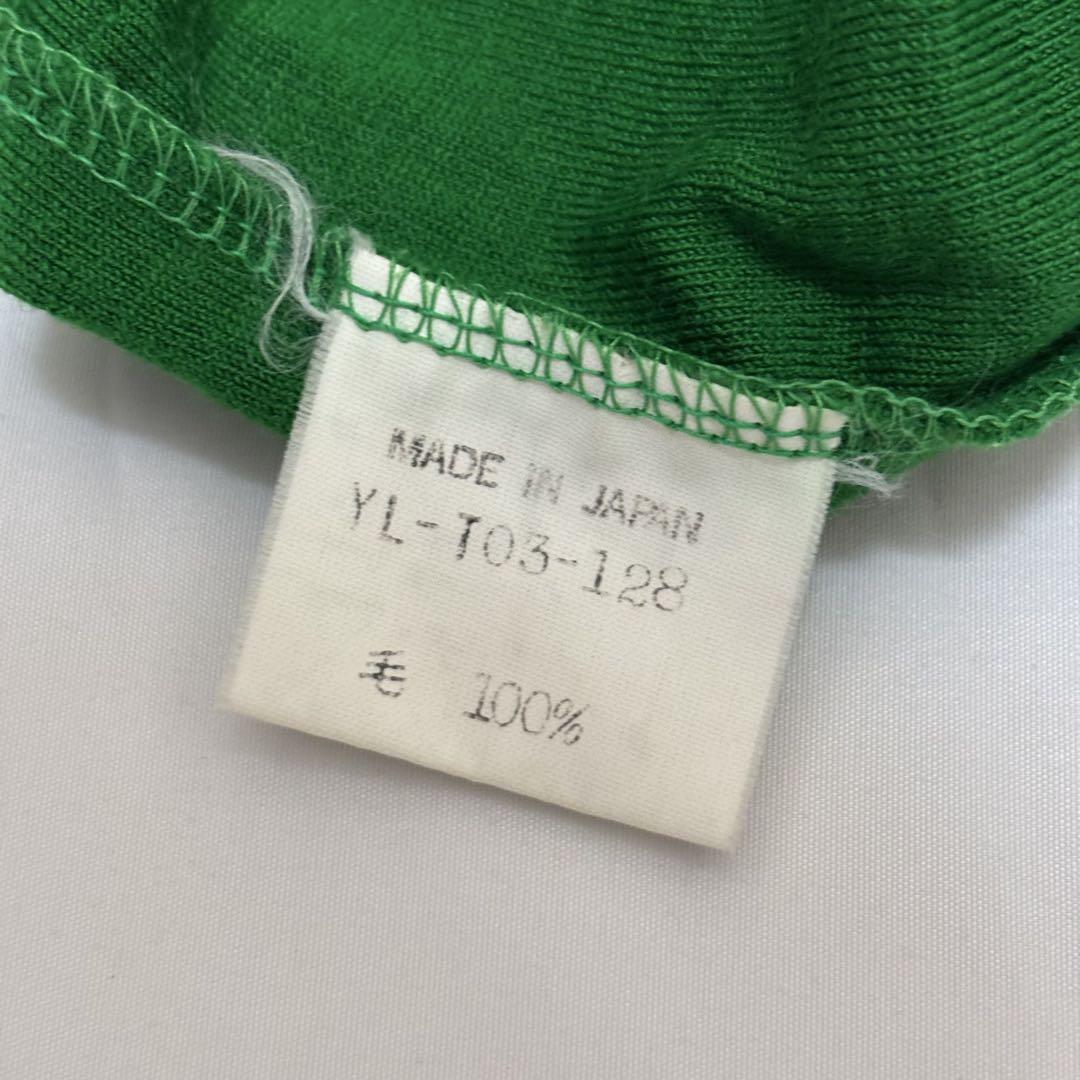 MADE IN JAPAN
YL-T03-128
毛 100%